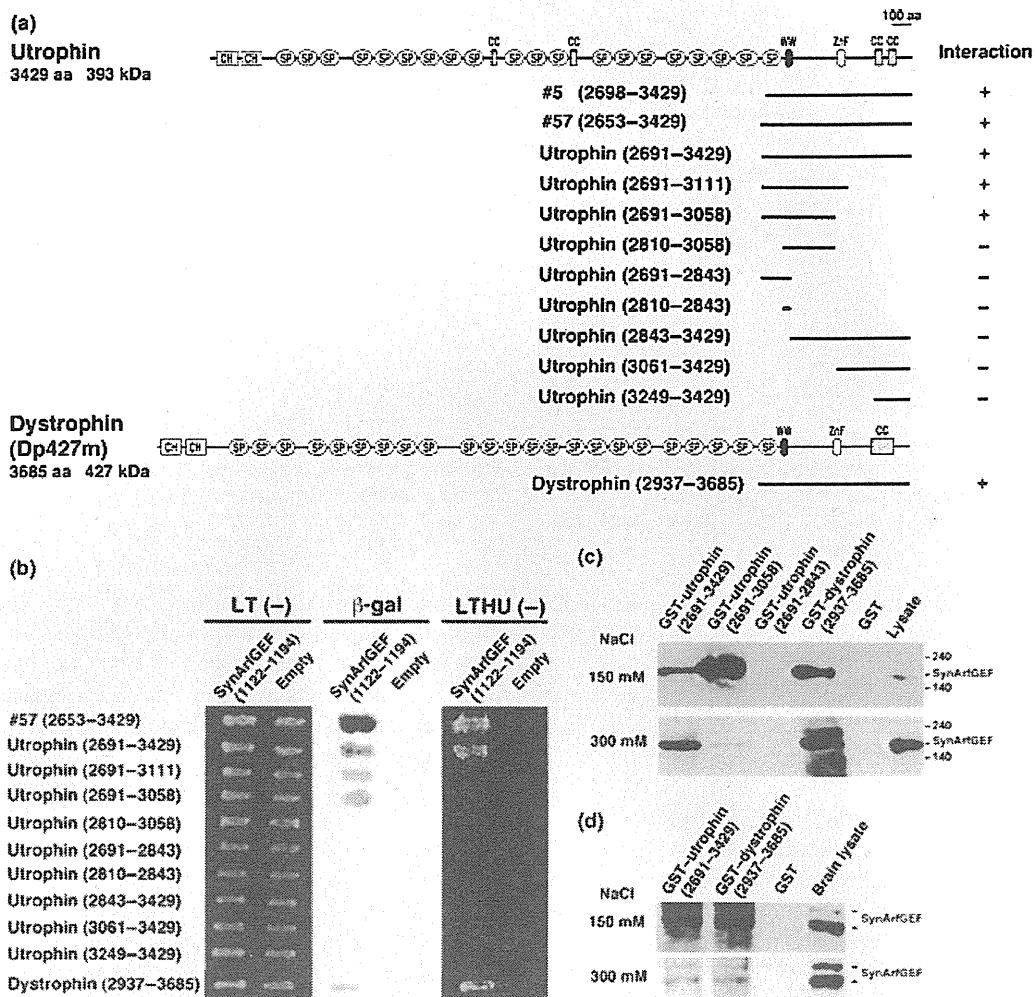 (a)
Utrophin
3429 aa 393 kDa
100 aa
CH CH SP SP SP SP SP SP SP SP SP CC SP SP SP CC SP SP SP SP SP SP SP WW ZnF CC CC
Interaction
#5 (2698–3429) +
#57 (2653–3429) +
Utrophin (2691–3429) +
Utrophin (2691–3111) +
Utrophin (2691–3058) +
Utrophin (2810–3058) –
Utrophin (2691–2843) –
Utrophin (2810–2843) –
Utrophin (2843–3429) –
Utrophin (3061–3429) –
Utrophin (3249–3429) –
Dystrophin
(Dp427m)
3685 aa 427 kDa
CH CH SP SP SP SP SP SP SP SP SP SP SP SP SP SP SP SP SP SP SP SP SP WW ZnF CC
Dystrophin (2937–3685) +
(b)
LT (–) β-gal LTHU (–)
SynArfGEF (1122–1194) Empty SynArfGEF (1122–1194) Empty SynArfGEF (1122–1194) Empty
#57 (2653–3429)
Utrophin (2691–3429)
Utrophin (2691–3111)
Utrophin (2691–3058)
Utrophin (2810–3058)
Utrophin (2691–2843)
Utrophin (2810–2843)
Utrophin (2843–3429)
Utrophin (3061–3429)
Utrophin (3249–3429)
Dystrophin (2937–3685)
(c)
NaCl
GST-utrophin (2691-3429) GST-utrophin (2691-3058) GST-utrophin (2691-2843) GST-dystrophin (2937-3685) GST Lysate
150 mM
240
SynArfGEF
140
300 mM
240
SynArfGEF
140
(d)
NaCl
GST–utrophin (2691–3429) GST–dystrophin (2937–3685) GST Brain lysate
150 mM SynArfGEF
300 mM SynArfGEF